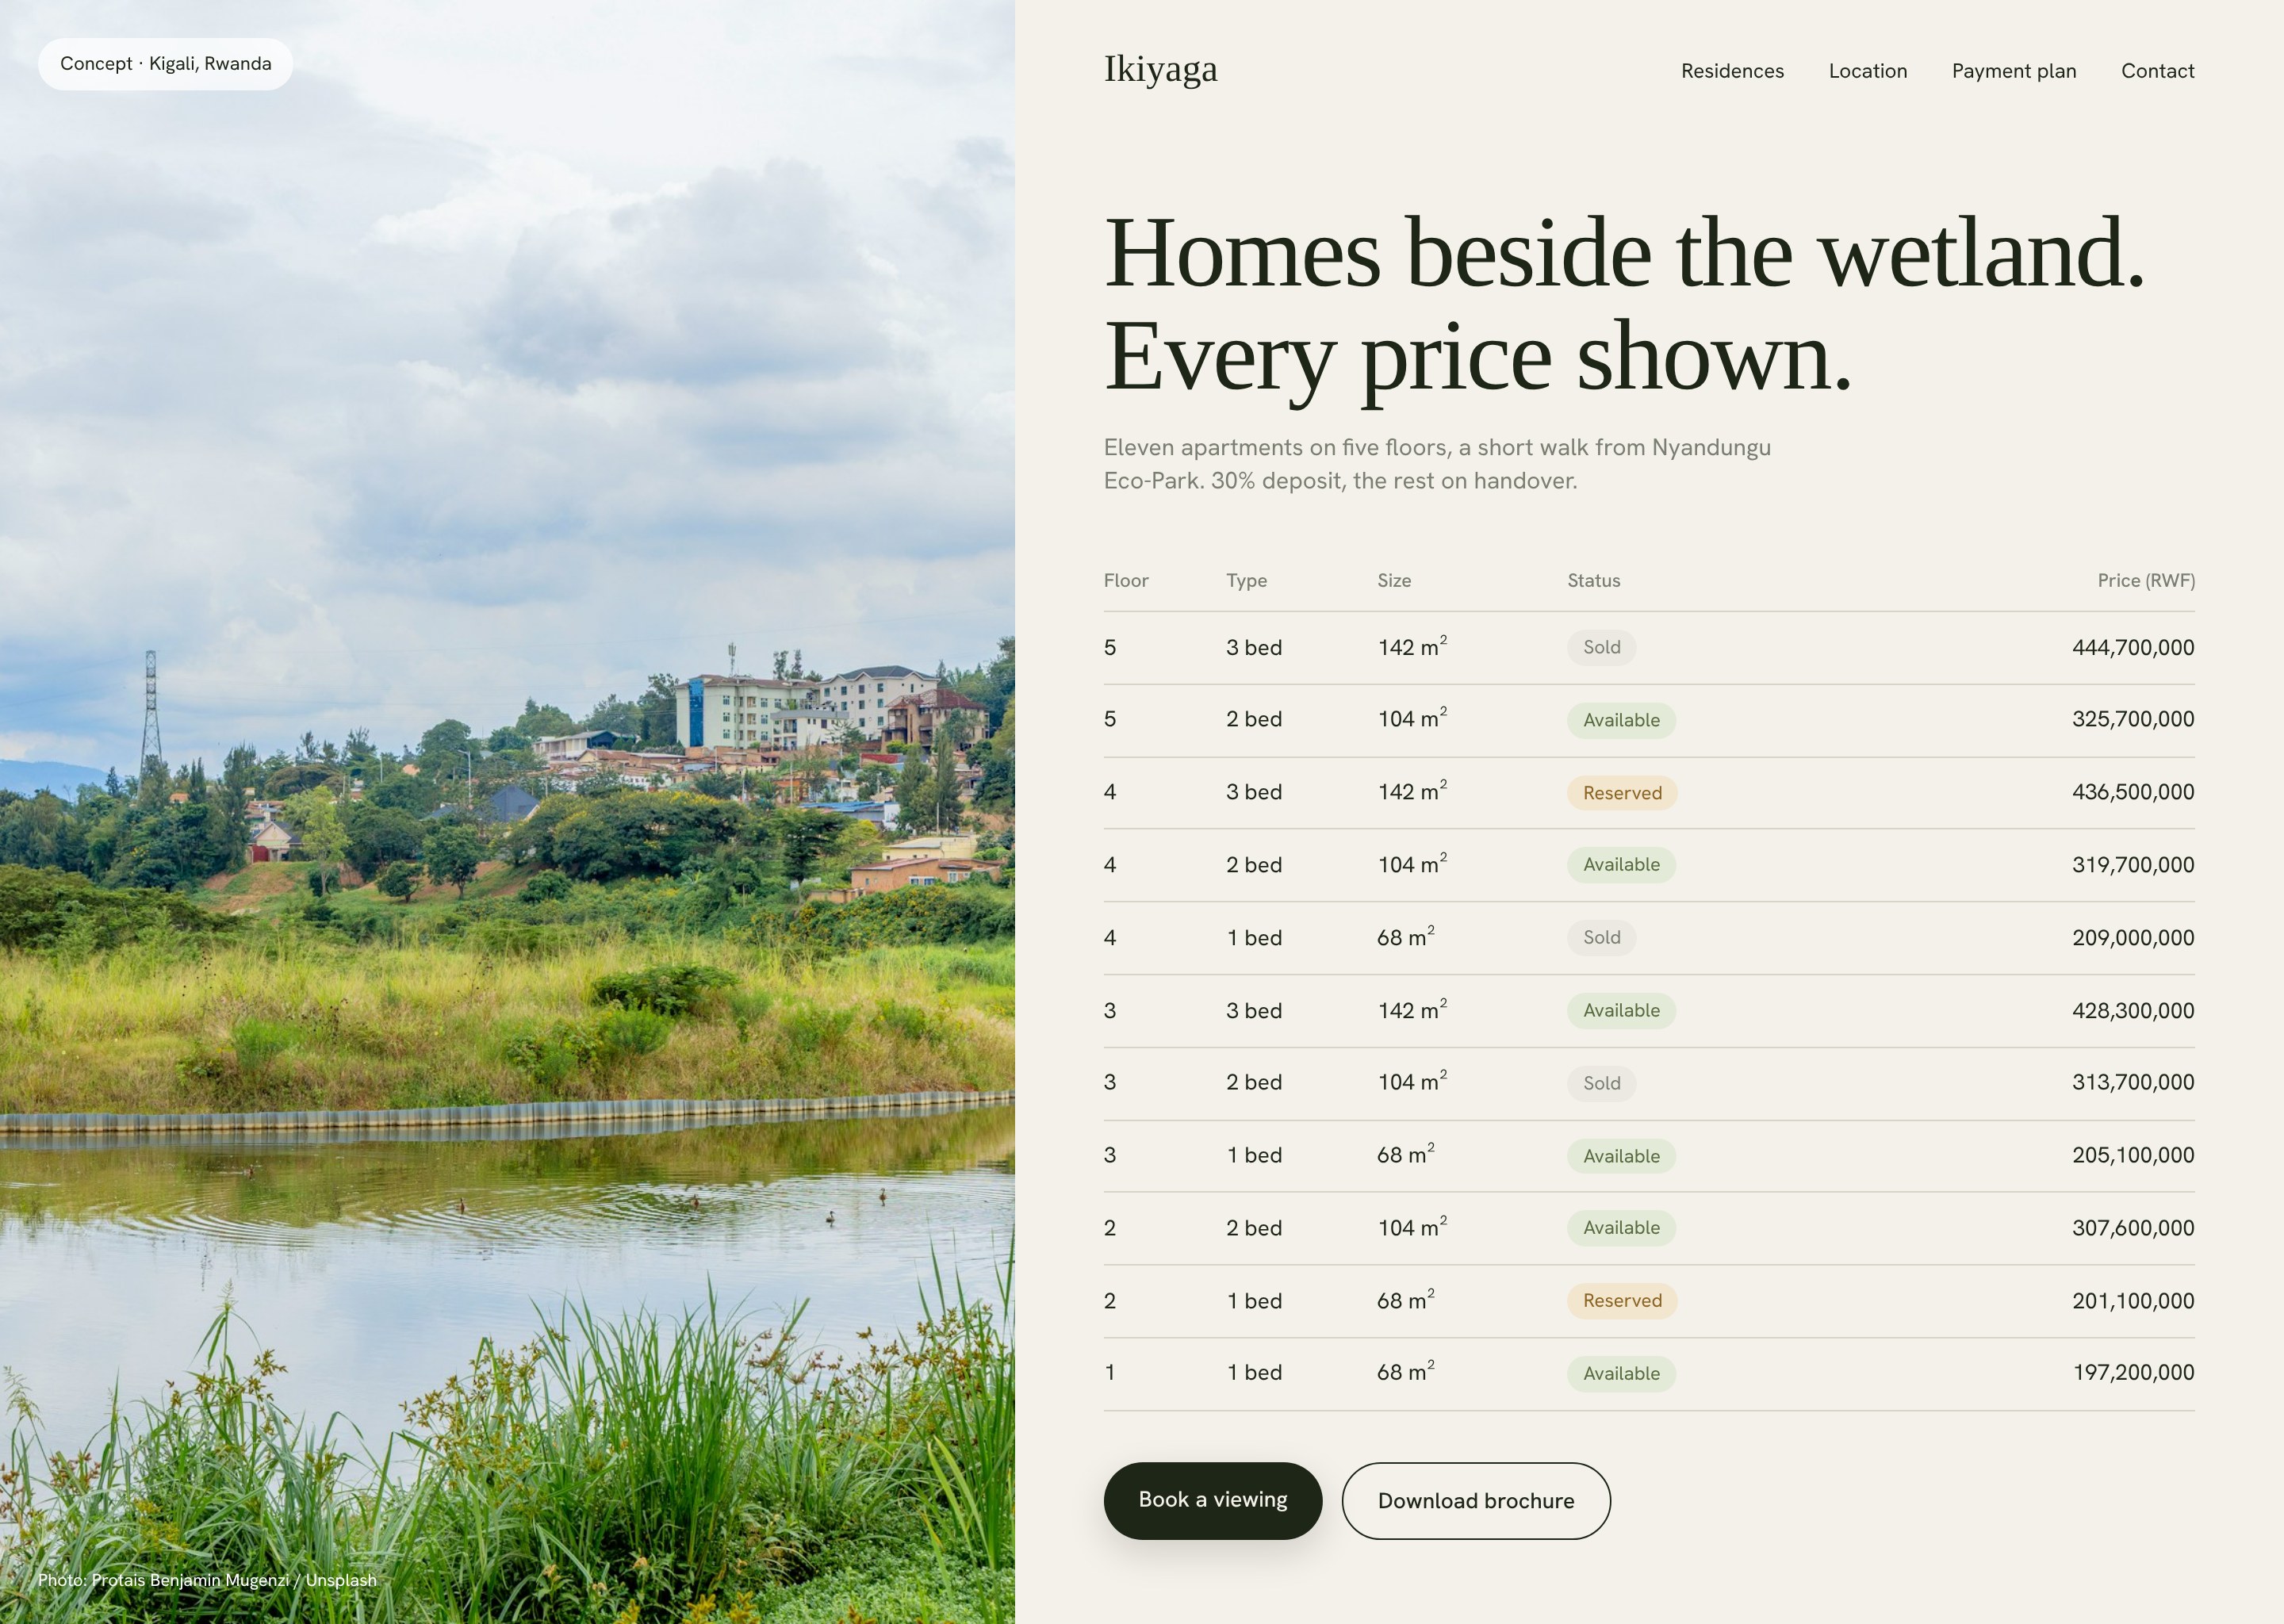 Concept · Kigali, Rwanda
Ikiyaga
Residences Location Payment plan Contact
Homes beside the wetland.
Every price shown.
Eleven apartments on five floors, a short walk from Nyandungu
Eco-Park. 30% deposit, the rest on handover.
Floor Type Size Status Price (RWF)
5 3 bed 142 m² Sold 444,700,000
5 2 bed 104 m² Available 325,700,000
4 3 bed 142 m² Reserved 436,500,000
4 2 bed 104 m² Available 319,700,000
4 1 bed 68 m² Sold 209,000,000
3 3 bed 142 m² Available 428,300,000
3 2 bed 104 m² Sold 313,700,000
3 1 bed 68 m² Available 205,100,000
2 2 bed 104 m² Available 307,600,000
2 1 bed 68 m² Reserved 201,100,000
1 1 bed 68 m² Available 197,200,000
Book a viewing Download brochure
Photo: Protais Benjamin Mugenzi / Unsplash